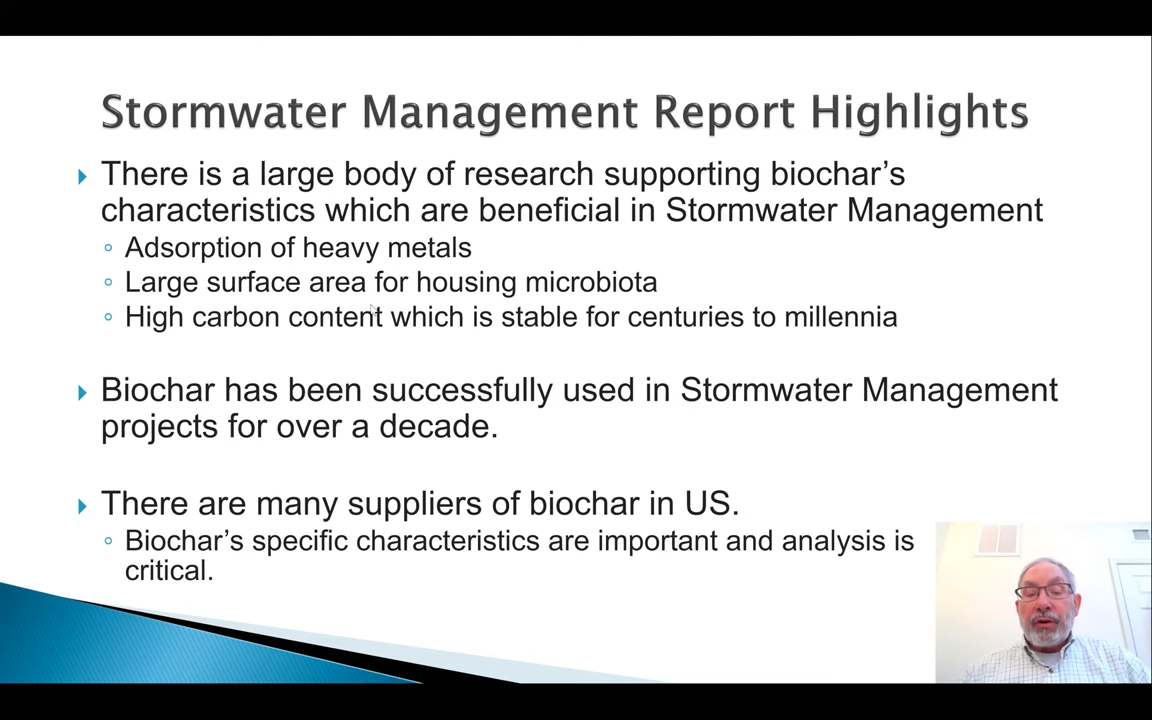 Stormwater Management Report Highlights
There is a large body of research supporting biochar’s
characteristics which are beneficial in Stormwater Management
Adsorption of heavy metals
Large surface area for housing microbiota
High carbon content which is stable for centuries to millennia
Biochar has been successfully used in Stormwater Management
projects for over a decade.
There are many suppliers of biochar in US.
Biochar’s specific characteristics are important and analysis is
critical.